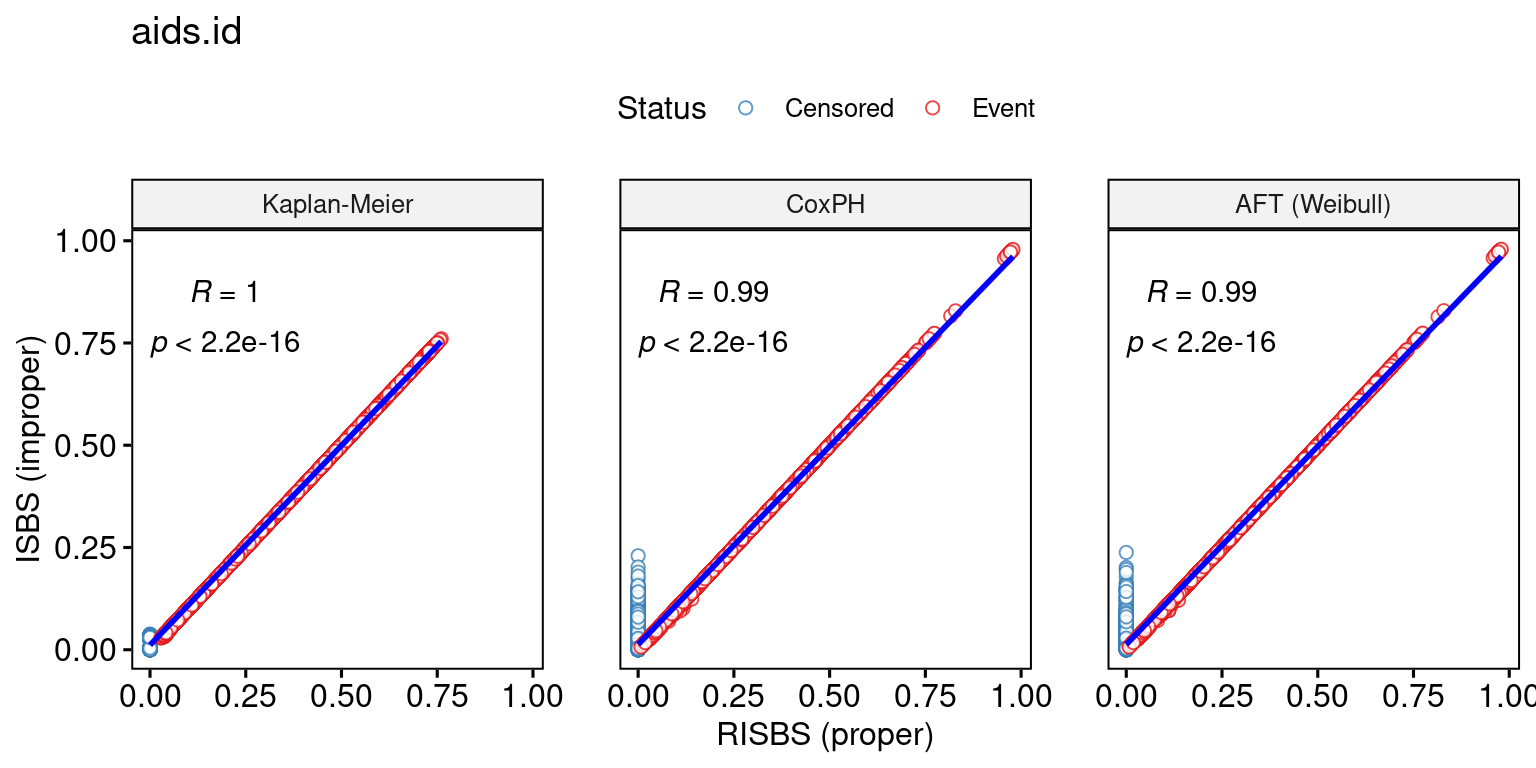 aids.id
Status Censored Event
Kaplan-Meier CoxPH AFT (Weibull)
ISBS (improper)
1.00
0.75
0.50
0.25
0.00
R = 1
p < 2.2e-16
R = 0.99
p < 2.2e-16
R = 0.99
p < 2.2e-16
0.00 0.25 0.50 0.75 1.00 0.00 0.25 0.50 0.75 1.00 0.00 0.25 0.50 0.75 1.00
RISBS (proper)